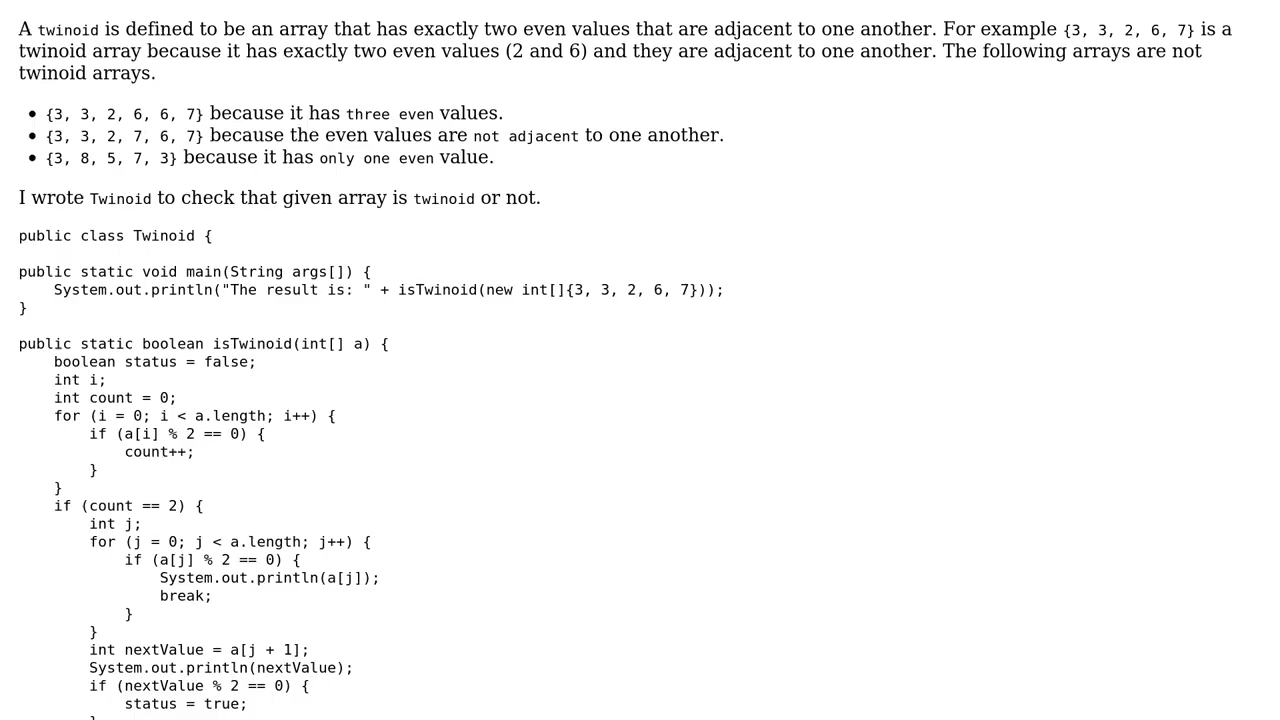 A twinoid is defined to be an array that has exactly two even values that are adjacent to one another. For example {3, 3, 2, 6, 7} is a
twinoid array because it has exactly two even values (2 and 6) and they are adjacent to one another. The following arrays are not
twinoid arrays.
• {3, 3, 2, 6, 6, 7} because it has three even values.
• {3, 3, 2, 7, 6, 7} because the even values are not adjacent to one another.
• {3, 8, 5, 7, 3} because it has only one even value.
I wrote Twinoid to check that given array is twinoid or not.
public class Twinoid {
public static void main(String args[]) {
    System.out.println("The result is: " + isTwinoid(new int[]{3, 3, 2, 6, 7}));
}
public static boolean isTwinoid(int[] a) {
    boolean status = false;
    int i;
    int count = 0;
    for (i = 0; i < a.length; i++) {
        if (a[i] % 2 == 0) {
            count++;
        }
    }
    if (count == 2) {
        int j;
        for (j = 0; j < a.length; j++) {
            if (a[j] % 2 == 0) {
                System.out.println(a[j]);
                break;
            }
        }
        int nextValue = a[j + 1];
        System.out.println(nextValue);
        if (nextValue % 2 == 0) {
            status = true;
        }